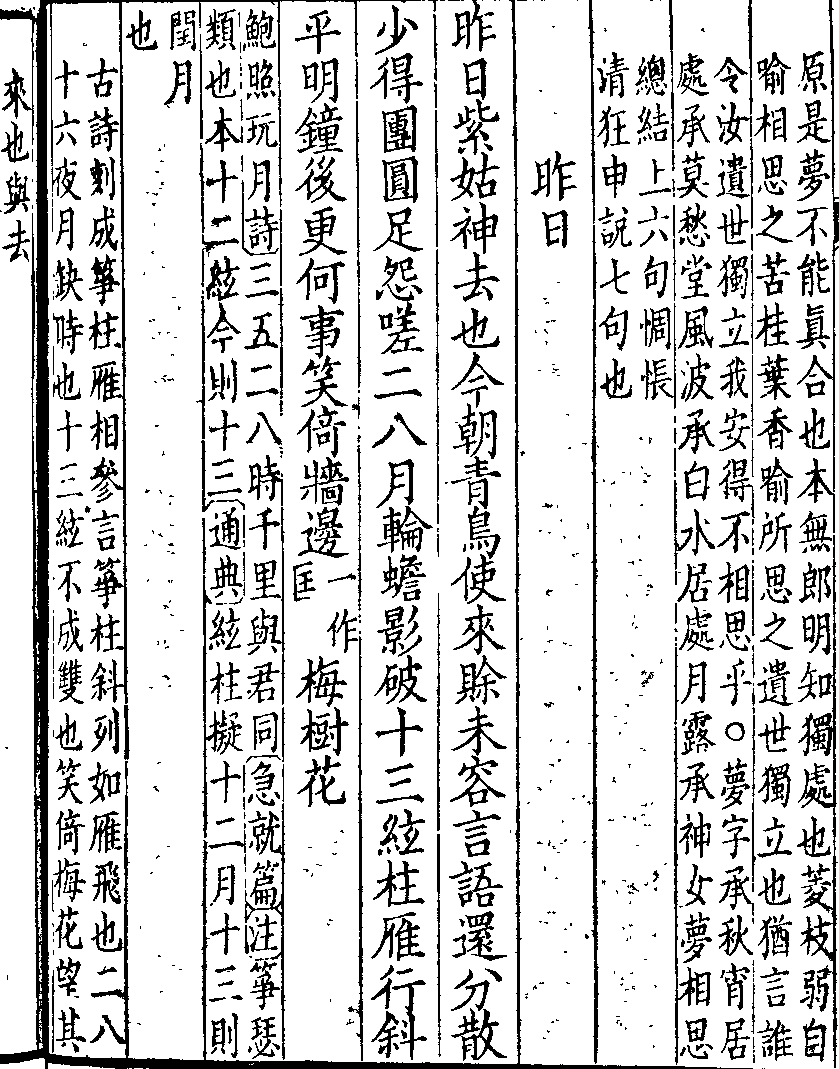 原是夢不能真合也本無郎明知獨處也菱枝弱自
喻相思之苦桂葉香喻所思之遺世獨立也猶言誰
令汝遺世獨立我安得不相思乎○夢字承秋宵居
處承莫愁堂風波承白水居處月露承神女夢相思
總結上六句惆悵
清狂申説七句也
昨日
昨日紫姑神去也今朝青鳥使來賒未容言語還分散
少得團圓足怨嗟二八月輪蟾影破十三絃柱雁行斜
平明鐘後更何事笑倚牆邊一作匡梅樹花
鮑照玩月詩三五二八時千里與君同急就篇注箏瑟
類也本十二絃今則十三通典絃柱擬十二月十三則
閏月
也
古詩刻成箏柱雁相參言箏柱斜列如雁飛也二八
十六夜月缺時也十三絃不成雙也笑倚梅花望其
來也與去